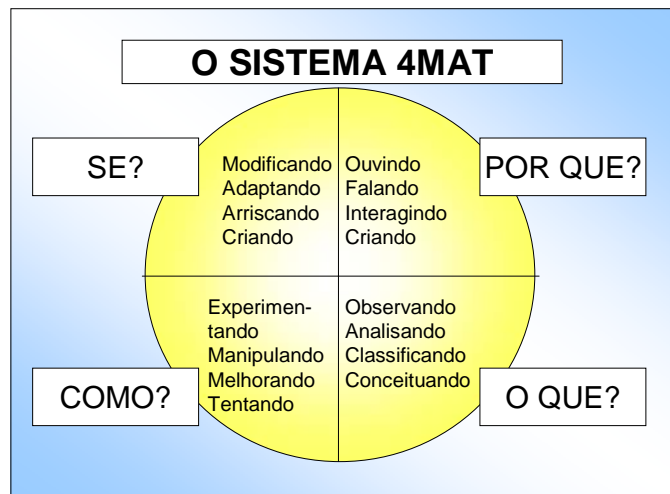 O SISTEMA 4MAT
SE?
Modificando
Adaptando
Arriscando
Criando
Ouvindo
Falando
Interagindo
Criando
POR QUE?
COMO?
Experimen-
tando
Manipulando
Melhorando
Tentando
Observando
Analisando
Classificando
Conceituando
O QUE?